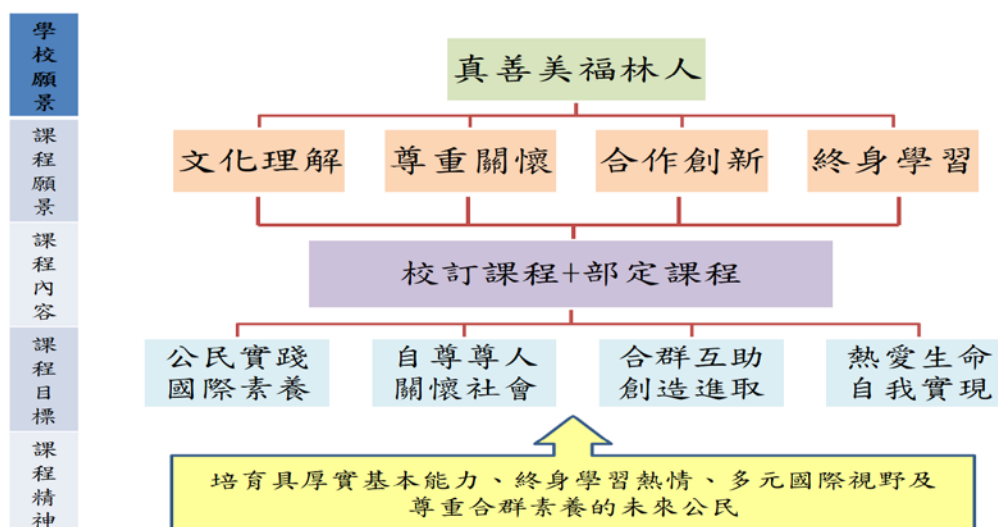 學校願景
真善美福林人
課程願景
文化理解
尊重關懷
合作創新
終身學習
課程內容
校訂課程+部定課程
課程目標
公民實踐
國際素養
自尊尊人
關懷社會
合群互助
創造進取
熱愛生命
自我實現
課程精神
培育具厚實基本能力、終身學習熱情、多元國際視野及
尊重合群素養的未來公民